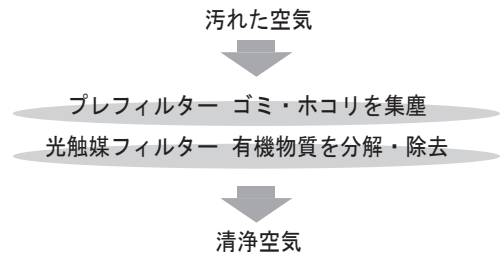 汚れた空気
プレフィルター ゴミ・ホコリを集塵
光触媒フィルター 有機物質を分解・除去
清浄空気